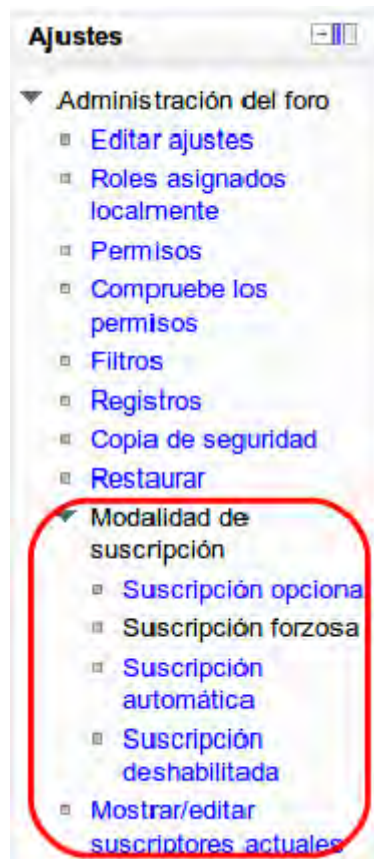 Ajustes
Administración del foro
Editar ajustes
Roles asignados
localmente
Permisos
Compruebe los
permisos
Filtros
Registros
Copia de seguridad
Restaurar
Modalidad de
suscripción
Suscripción opciona
Suscripción forzosa
Suscripción
automática
Suscripción
deshabilitada
Mostrar/editar
suscriptores actuales